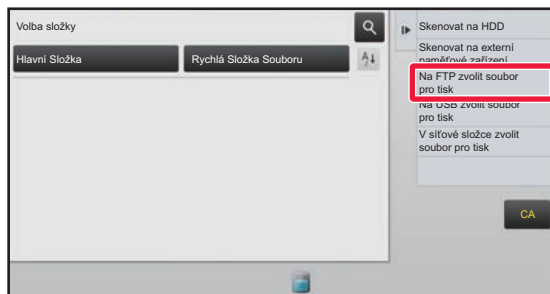 Volba složky
Hlavní Složka
Rychlá Složka Souboru
Skenovat na HDD
Skenovat na externí
paměťové zařízení
Na FTP zvolit soubor
pro tisk
Na USB zvolit soubor
pro tisk
V síťové složce zvolit
soubor pro tisk
CA